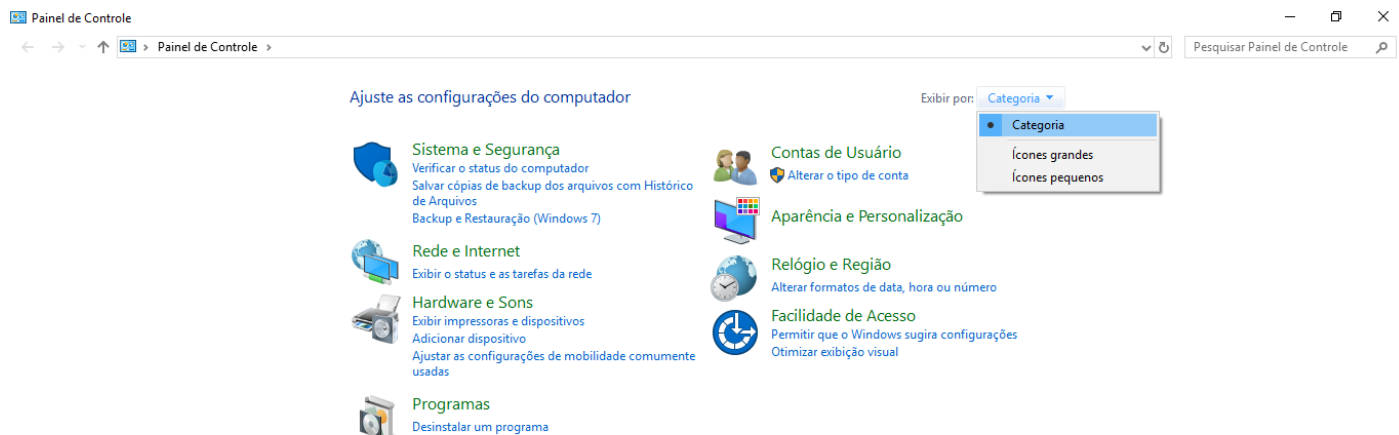 Painel de Controle
Painel de Controle
Pesquisar Painel de Controle
Ajuste as configurações do computador
Exibir por: Categoria
Categoria
Ícones grandes
Ícones pequenos
Sistema e Segurança
Verificar o status do computador
Salvar cópias de backup dos arquivos com Histórico
de Arquivos
Backup e Restauração (Windows 7)
Rede e Internet
Exibir o status e as tarefas da rede
Hardware e Sons
Exibir impressoras e dispositivos
Adicionar dispositivo
Ajustar as configurações de mobilidade comumente
usadas
Programas
Desinstalar um programa
Contas de Usuário
Alterar o tipo de conta
Aparência e Personalização
Relógio e Região
Alterar formatos de data, hora ou número
Facilidade de Acesso
Permitir que o Windows sugira configurações
Otimizar exibição visual